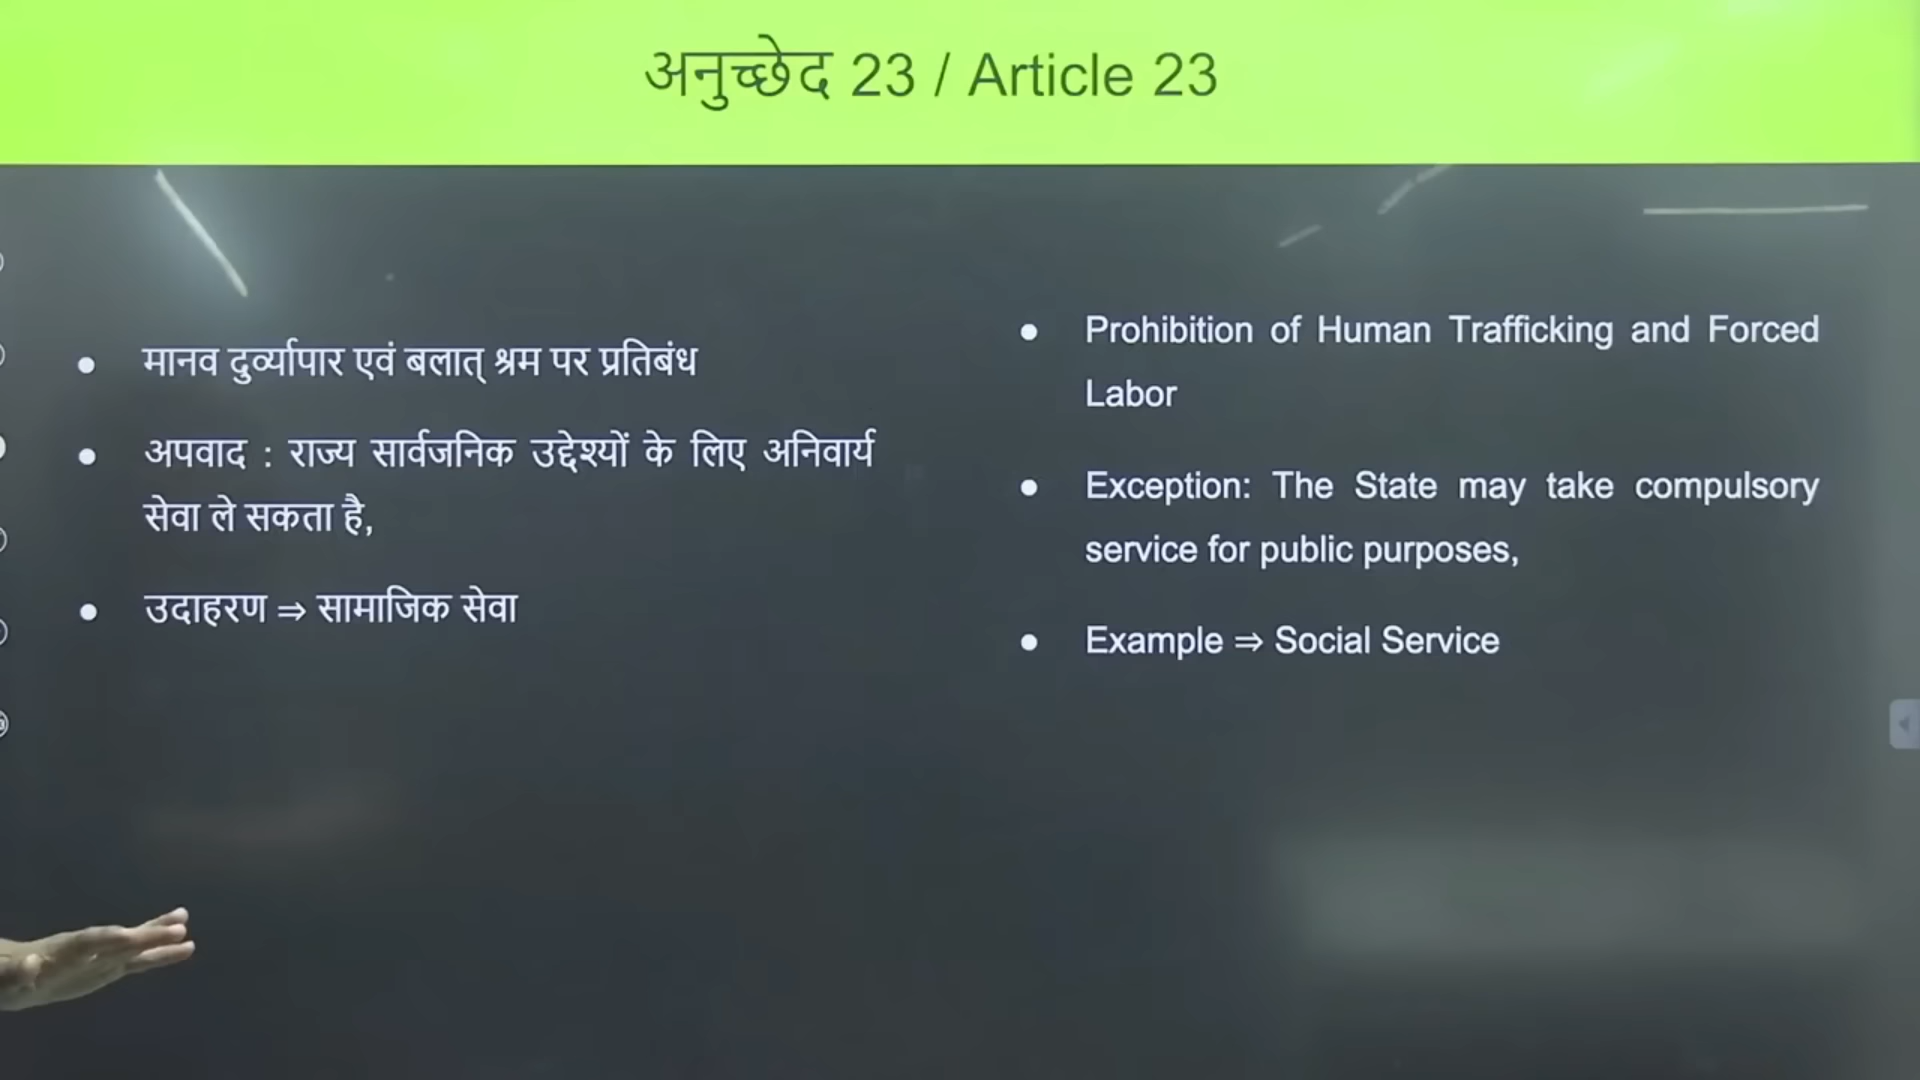 अनुच्छेद 23 / Article 23
● मानव दुर्व्यापार एवं बलात् श्रम पर प्रतिबंध
● अपवाद : राज्य सार्वजनिक उद्देश्यों के लिए अनिवार्य
सेवा ले सकता है,
● उदाहरण ⇒ सामाजिक सेवा
● Prohibition of Human Trafficking and Forced
Labor
● Exception: The State may take compulsory
service for public purposes,
● Example ⇒ Social Service